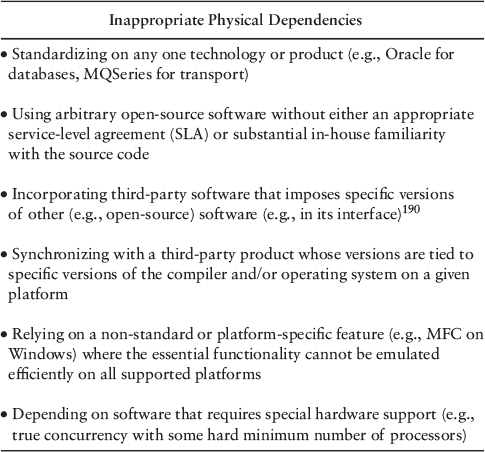 Inappropriate Physical Dependencies
• Standardizing on any one technology or product (e.g., Oracle for
databases, MQSeries for transport)
• Using arbitrary open-source software without either an appropriate
service-level agreement (SLA) or substantial in-house familiarity
with the source code
• Incorporating third-party software that imposes specific versions
of other (e.g., open-source) software (e.g., in its interface)190
• Synchronizing with a third-party product whose versions are tied to
specific versions of the compiler and/or operating system on a given
platform
• Relying on a non-standard or platform-specific feature (e.g., MFC on
Windows) where the essential functionality cannot be emulated
efficiently on all supported platforms
• Depending on software that requires special hardware support (e.g.,
true concurrency with some hard minimum number of processors)